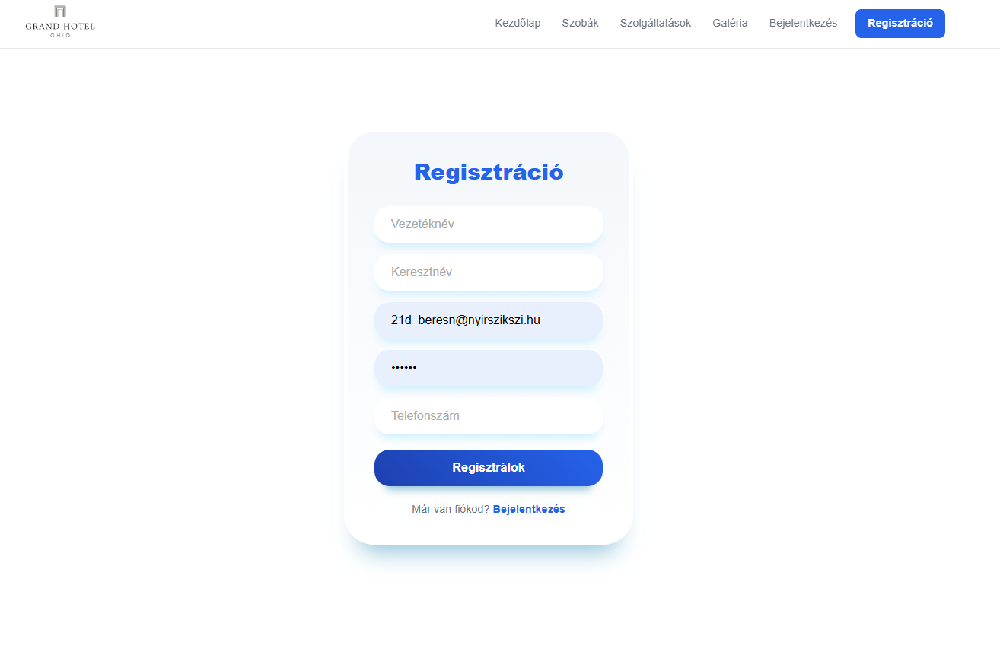 GRAND HOTEL
OHIO
Kezdőlap Szobák Szolgáltatások Galéria Bejelentkezés Regisztráció
Regisztráció
Vezetéknév
Keresztnév
21d_beresn@nyirszikszi.hu
••••••
Telefonszám
Regisztrálok
Már van fiókod? Bejelentkezés